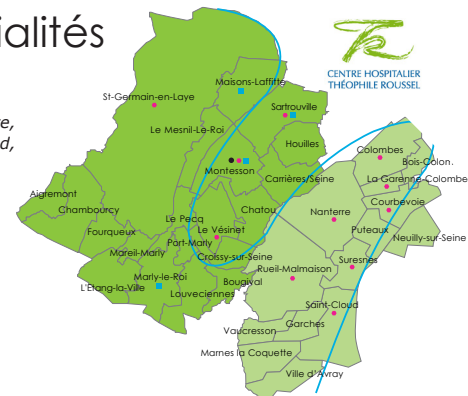 ialités
CENTRE HOSPITALIER
THÉOPHILE ROUSSEL
e,
d,
Maisons-Laffitte
St-Germain-en-Laye
Sartrouville
Le Mesnil-Le-Roi
Houilles
Colombes
Bois-Colon.
Montesson
Carrières/Seine
La Garenne-Colombe
Aigremont
Chambourcy
Chatou
Courbevoie
Le Pecq
Nanterre
Fourqueux
Le Vésinet
Puteaux
Port-Marly
Neuilly-sur-Seine
Mareil-Marly
Croissy-sur-Seine
Suresnes
Marly-le-Roi
Rueil-Malmaison
L'Etang-la-Ville
Bougival
Louveciennes
Saint-Cloud
Vaucresson
Garches
Marnes la Coquette
Ville d'Avray